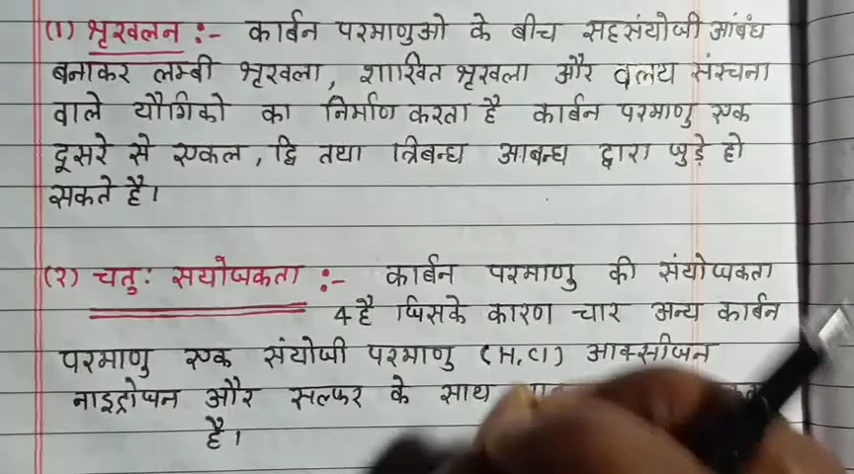 (1) श्रृखलन :- कार्बन परमाणुओ के बीच सहसंयोजी आंबंध
बनाकर लम्बी श्रृखला, शाखित श्रृखला और वलय संरचना
वाले यौगिको का निर्माण करता है कार्बन परमाणु एक
दूसरे से एकल, द्वि तथा त्रिबन्ध आबन्ध द्वारा जुड़े हो
सकते है।
(२) चतु: सयोजकता :- कार्बन परमाणु की संयोजकता
4 है जिसके कारण चार अन्य कार्बन
परमाणु एक संयोजी परमाणु (H, Cl) आक्सीजन
नाइट्रोजन और सल्फर के साथ
है।